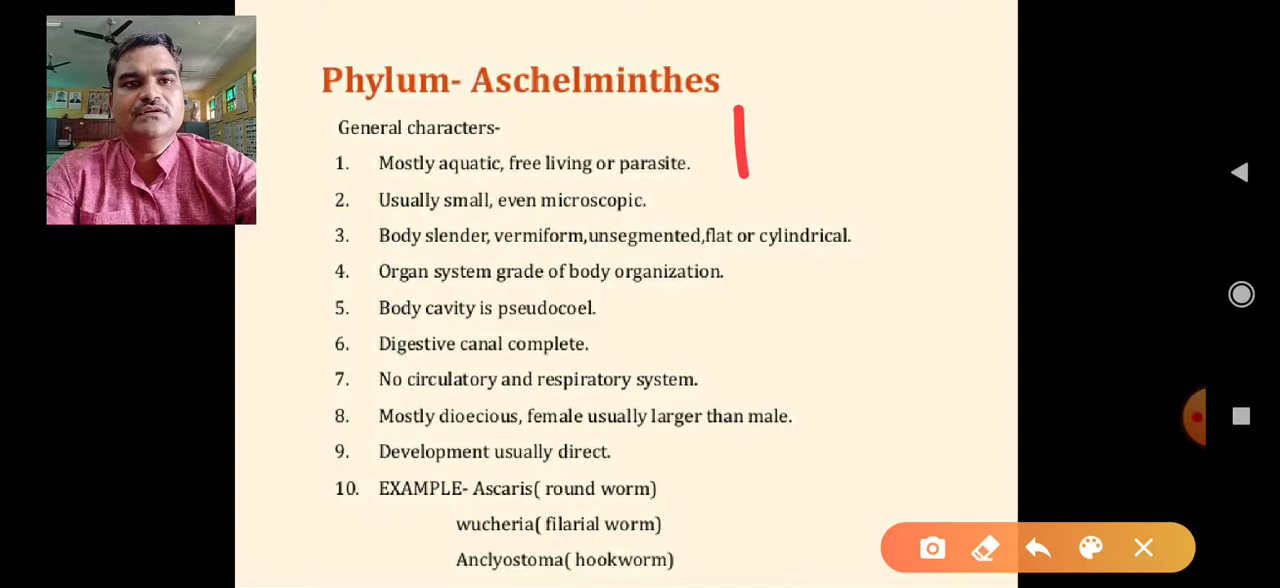 Phylum- Aschelminthes
General characters-
1. Mostly aquatic, free living or parasite.
2. Usually small, even microscopic.
3. Body slender, vermiform,unsegmented,flat or cylindrical.
4. Organ system grade of body organization.
5. Body cavity is pseudocoel.
6. Digestive canal complete.
7. No circulatory and respiratory system.
8. Mostly dioecious, female usually larger than male.
9. Development usually direct.
10. EXAMPLE- Ascaris( round worm)
wucheria( filarial worm)
Anclyostoma( hookworm)